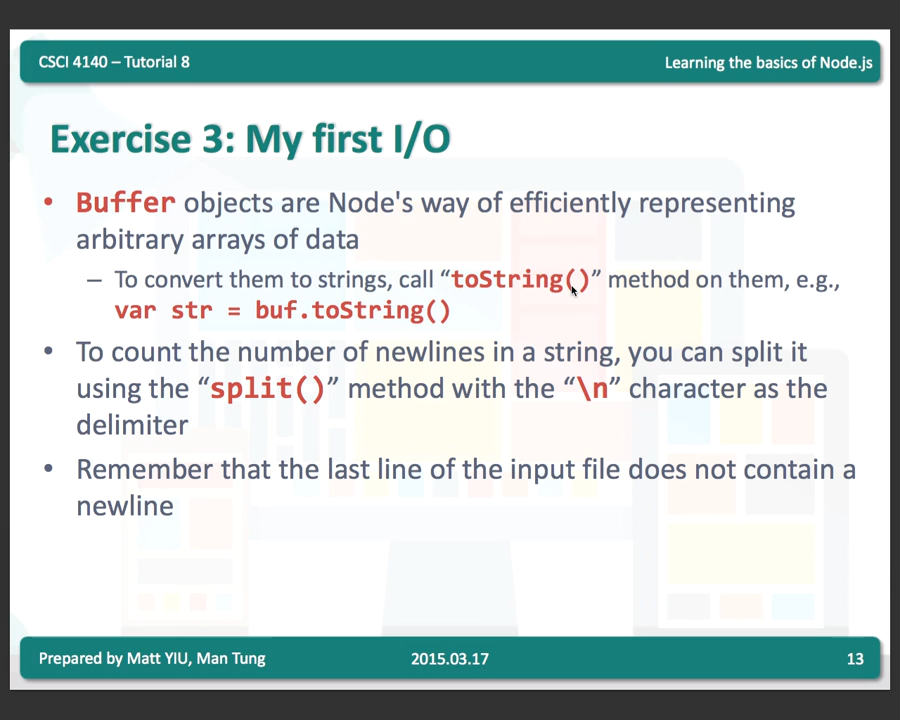 CSCI 4140 – Tutorial 8
Learning the basics of Node.js
Exercise 3: My first I/O
• Buffer objects are Node's way of efficiently representing
arbitrary arrays of data
– To convert them to strings, call “toString()” method on them, e.g.,
var str = buf.toString()
• To count the number of newlines in a string, you can split it
using the “split()” method with the “\n” character as the
delimiter
• Remember that the last line of the input file does not contain a
newline
Prepared by Matt YIU, Man Tung
2015.03.17
13